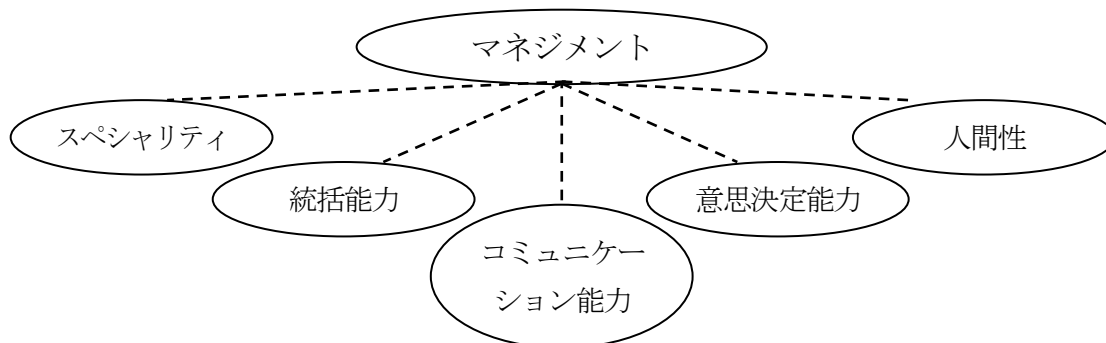 マネジメント
スペシャリティ
人間性
統括能力
意思決定能力
コミュニケー
ション能力